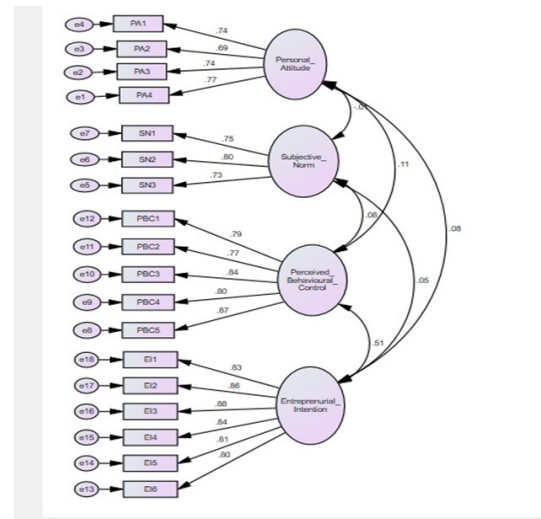 e4 PA1
.74
e3 PA2
.69
Personal_
Attitude
e2 PA3
.74
e1 PA4
.77
e7 SN1
.75
e6 SN2
.80
Subjective_
Norm
e5 SN3
.73
.11
.08
.08
e12 PBC1
.79
e11 PBC2
.77
Perceived_
Behavioural_
Control
e10 PBC3
.84
.05
e9 PBC4
.80
e8 PBC5
.87
.51
e18 EI1
.83
e17 EI2
.86
Entreprenurial_
Intention
e16 EI3
.88
e15 EI4
.84
e14 EI5
.81
e13 EI6
.80